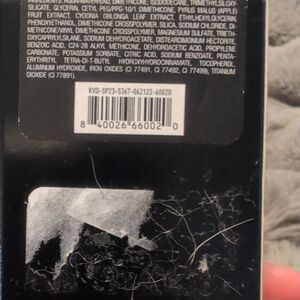 INGREDIENTS: AQUA/WATER/EAU, DIMETHICONE, ISODODECANE, TRIMETHYLSILOXY-
SILICATE, GLYCERIN, CETYL PEG/PPG-10/1 DIMETHICONE, PYRUS MALUS (APPLE)
FRUIT EXTRACT, CYDONIA OBLONGA LEAF EXTRACT, ETHYLHEXYLGLYCERIN,
PHENOXYETHANOL, DIMETHICONE CROSSPOLYMER, SILICA, SODIUM CHLORIDE, DI-
METHICONE/VINYL DIMETHICONE CROSSPOLYMER, MAGNESIUM SULFATE, TRIETH-
OXYCAPRYLYLSILANE, SODIUM DEHYDROACETATE, DISTEARDIMONIUM HECTORITE,
BENZOIC ACID, C24-28 ALKYL METHICONE, DEHYDROACETIC ACID, PROPYLENE
CARBONATE, POTASSIUM SORBATE, CITRIC ACID, SODIUM BENZOATE, PENTA-
ERYTHRITYL TETRA-DI-T-BUTYL HYDROXYHYDROCINNAMATE, TOCOPHEROL,
ALUMINUM HYDROXIDE, IRON OXIDES (CI 77491, CI 77492, CI 77499), TITANIUM
DIOXIDE (CI 77891).
KVD-SP23-5367-062122-60020
8 40026 66002 0